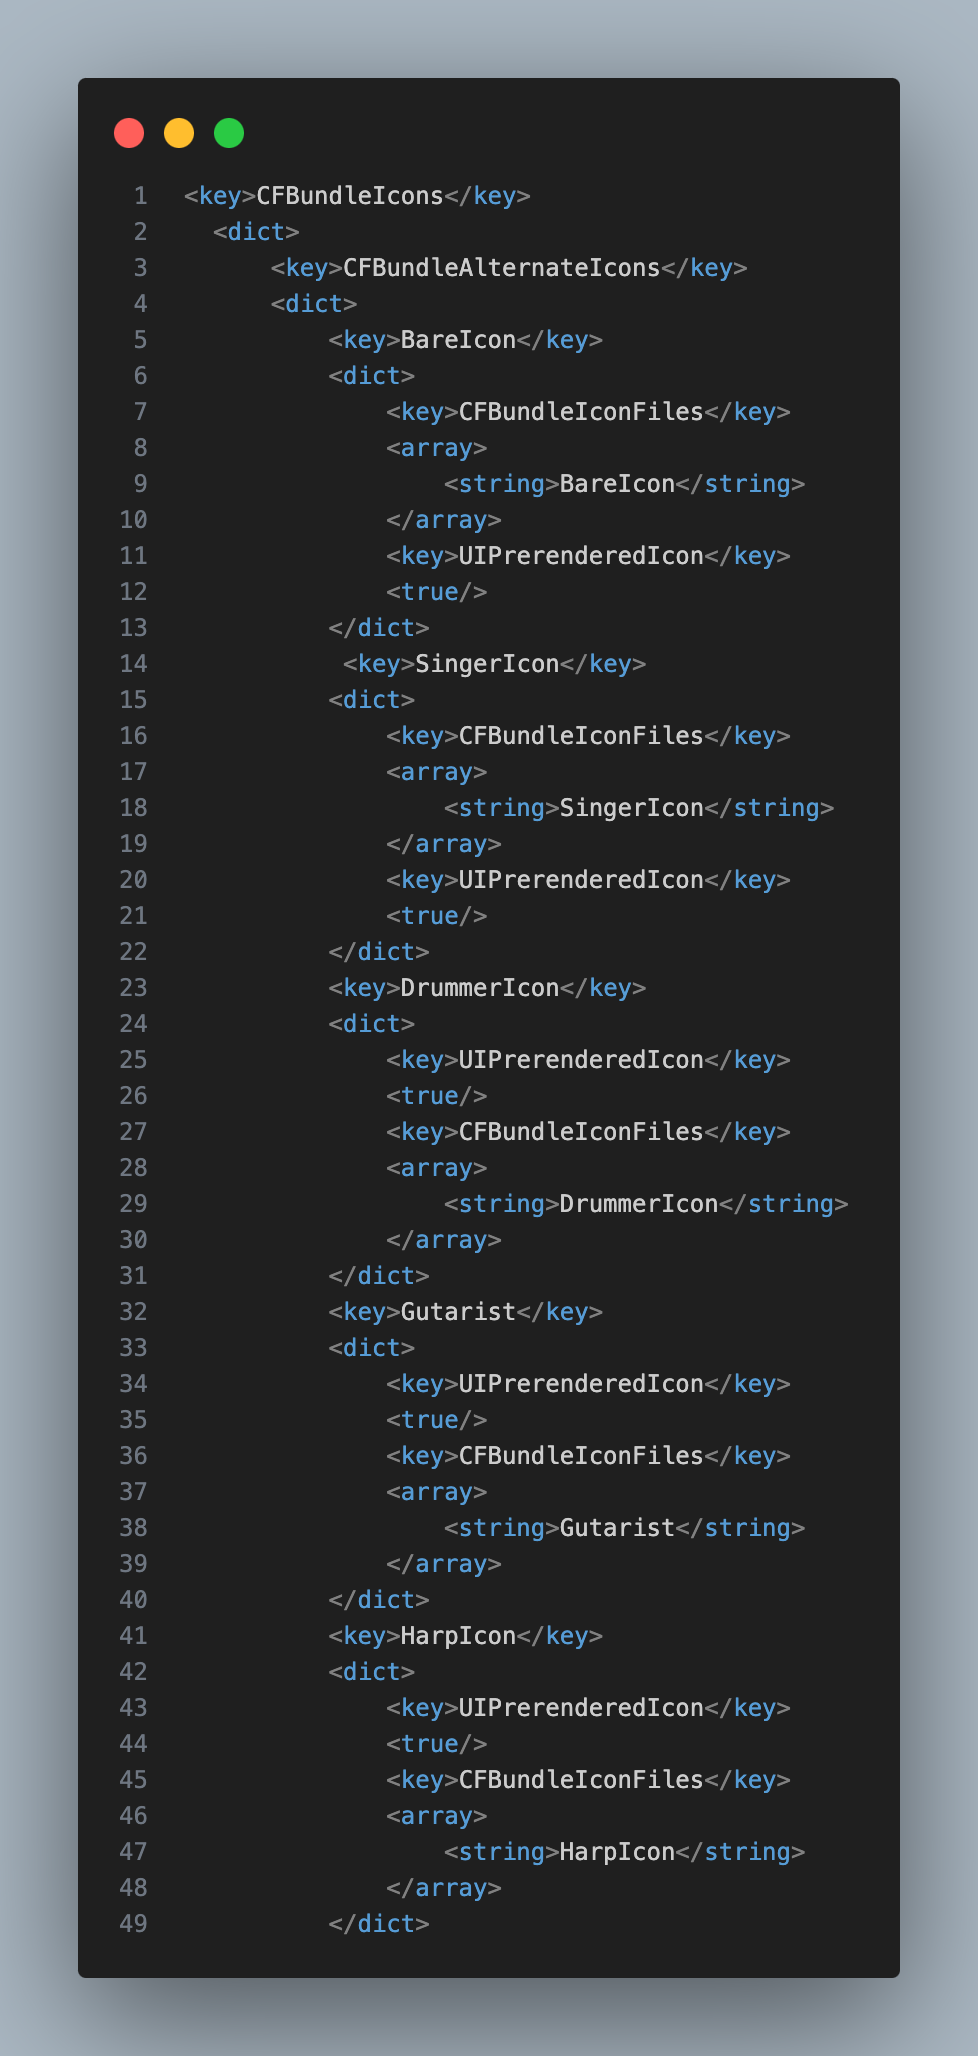 1 <key>CFBundleIcons</key>
2   <dict>
3       <key>CFBundleAlternateIcons</key>
4       <dict>
5           <key>BareIcon</key>
6           <dict>
7               <key>CFBundleIconFiles</key>
8               <array>
9                   <string>BareIcon</string>
10               </array>
11               <key>UIPrerenderedIcon</key>
12               <true/>
13           </dict>
14            <key>SingerIcon</key>
15           <dict>
16               <key>CFBundleIconFiles</key>
17               <array>
18                   <string>SingerIcon</string>
19               </array>
20               <key>UIPrerenderedIcon</key>
21               <true/>
22           </dict>
23           <key>DrummerIcon</key>
24           <dict>
25               <key>UIPrerenderedIcon</key>
26               <true/>
27               <key>CFBundleIconFiles</key>
28               <array>
29                   <string>DrummerIcon</string>
30               </array>
31           </dict>
32           <key>Gutarist</key>
33           <dict>
34               <key>UIPrerenderedIcon</key>
35               <true/>
36               <key>CFBundleIconFiles</key>
37               <array>
38                   <string>Gutarist</string>
39               </array>
40           </dict>
41           <key>HarpIcon</key>
42           <dict>
43               <key>UIPrerenderedIcon</key>
44               <true/>
45               <key>CFBundleIconFiles</key>
46               <array>
47                   <string>HarpIcon</string>
48               </array>
49           </dict>